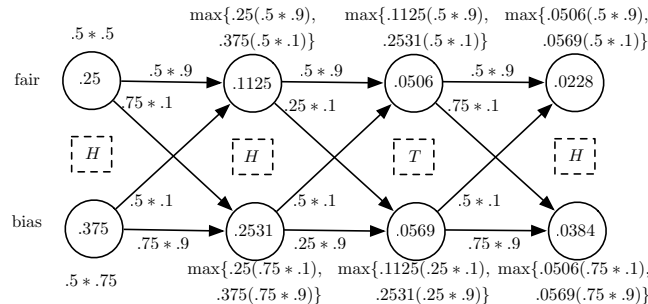 max{.25(.5 ∗ .9), max{.1125(.5 ∗ .9), max{.0506(.5 ∗ .9),
.5 ∗ .5 .375(.5 ∗ .1)} .2531(.5 ∗ .1)} .0569(.5 ∗ .1)}
fair .25 .5 ∗ .9 .1125 .5 ∗ .9 .0506 .5 ∗ .9 .0228
.75 ∗ .1 .25 ∗ .1 .75 ∗ .1
H H T H
.5 ∗ .1 .5 ∗ .1 .5 ∗ .1
bias .375 .75 ∗ .9 .2531 .25 ∗ .9 .0569 .75 ∗ .9 .0384
.5 ∗ .75 max{.25(.75 ∗ .1), max{.1125(.25 ∗ .1), max{.0506(.75 ∗ .1),
.375(.75 ∗ .9)} .2531(.25 ∗ .9)} .0569(.75 ∗ .9)}